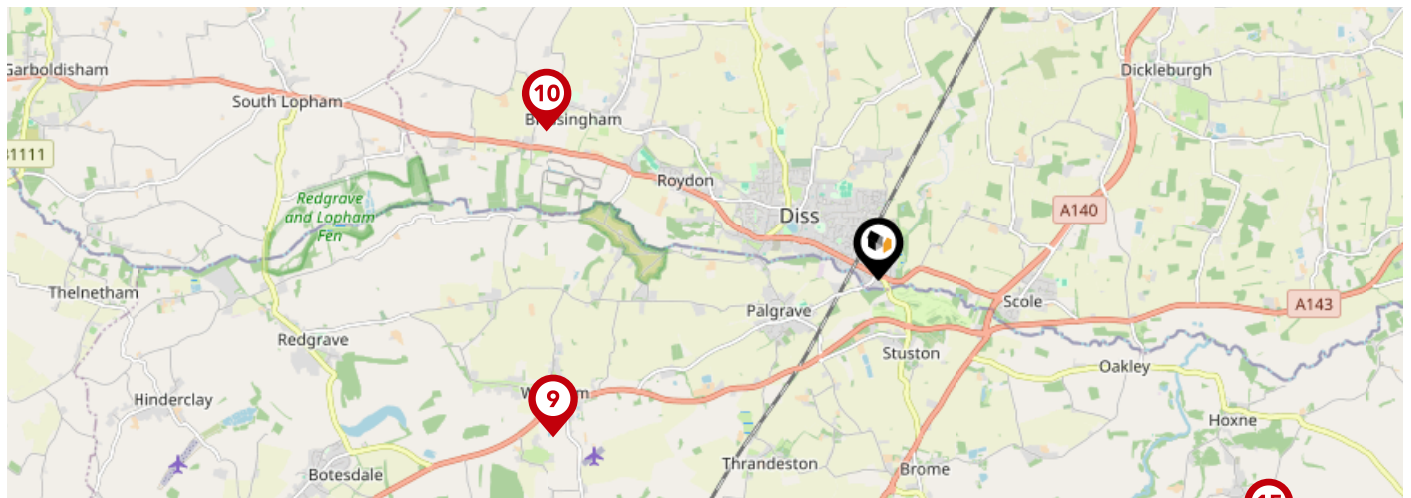 Garboldisham
10
Dickleburgh
South Lopham
B1111
Roydon
Redgrave
and Lopham
Fen
A140
Diss
Thelnetham
Scole
A143
Palgrave
Redgrave
Stuston
Oakley
9
Hinderclay
Hoxne
Thrandeston
Brome
Botesdale